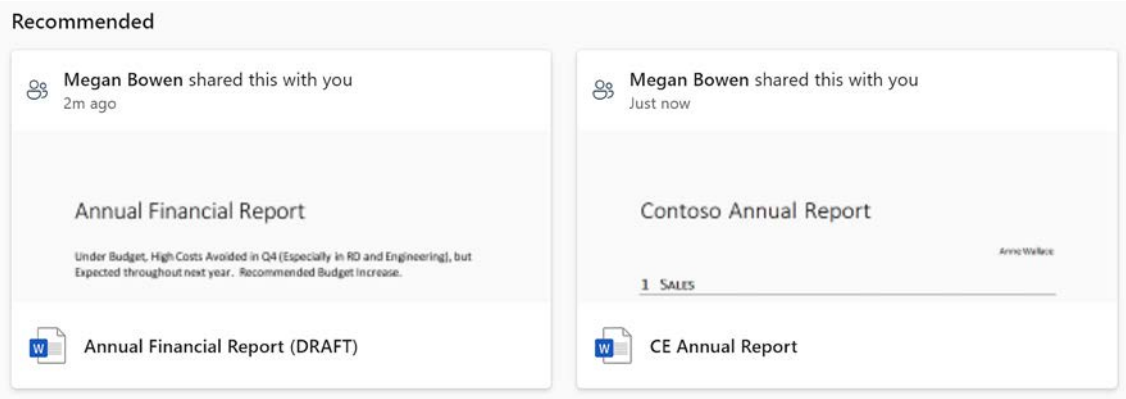 Recommended
Megan Bowen shared this with you
2m ago
Annual Financial Report
Under Budget, High Costs Avoided in Q4 (Especially in RD and Engineering), but
Expected throughout next year. Recommended Budget Increase.
W
Annual Financial Report (DRAFT)
Megan Bowen shared this with you
Just now
Contoso Annual Report
Anne Wallace
1 SALES
W
CE Annual Report